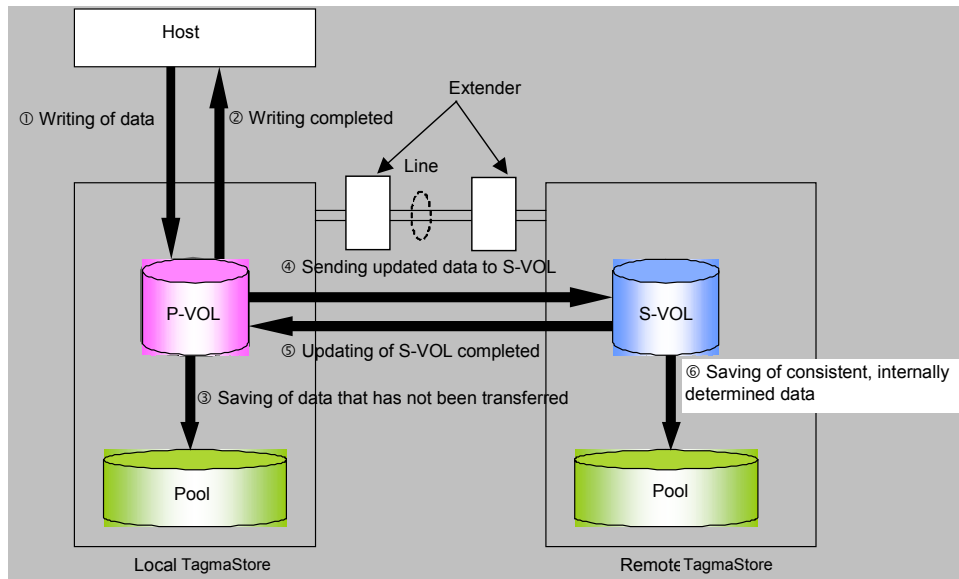 Host
Extender
① Writing of data
② Writing completed
Line
④ Sending updated data to S-VOL
P-VOL
S-VOL
⑤ Updating of S-VOL completed
⑥ Saving of consistent, internally
determined data
③ Saving of data that has not been transferred
Pool
Pool
Local TagmaStore
Remote TagmaStore